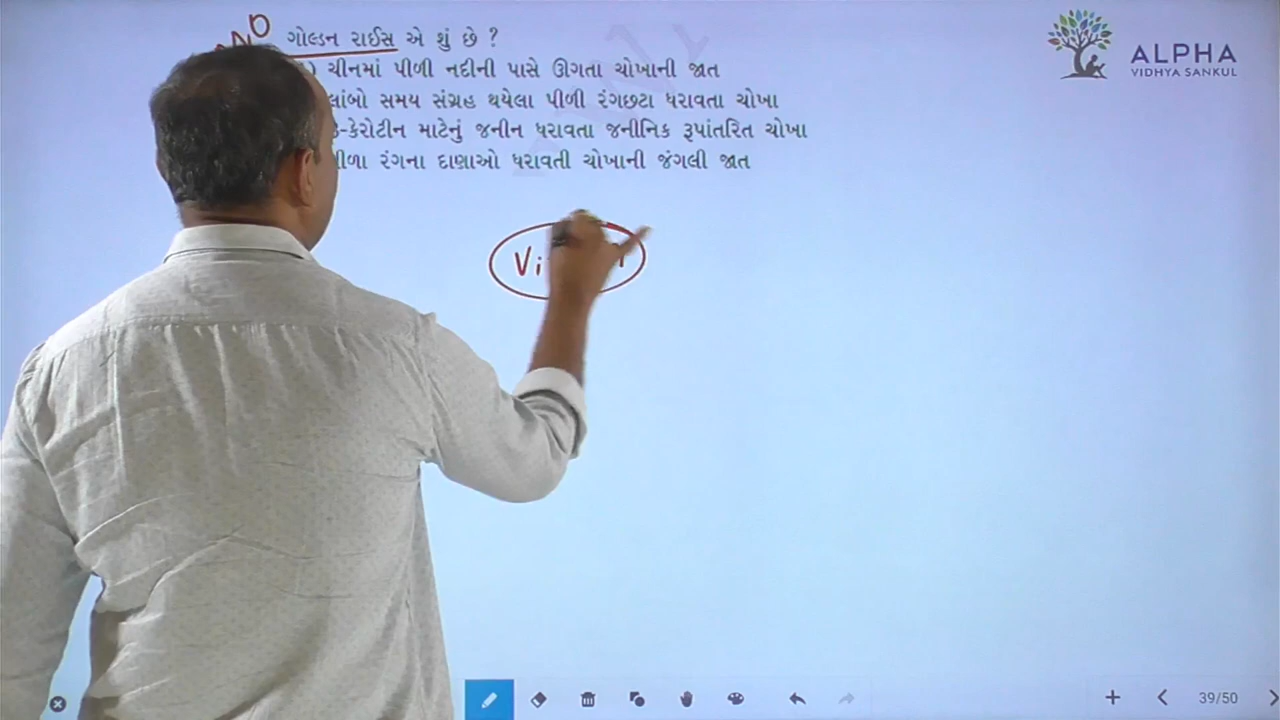 ગોલ્ડન રાઈસ એ શું છે ?
ચીનમાં પીળી નદીની પાસે ઊગતા ચોખાની જાત
લાંબો સમય સંગ્રહ થયેલા પીળી રંગછટા ધરાવતા ચોખા
-કેરોટીન માટેનું જનીન ધરાવતા જનીનિક રૂપાંતરિત ચોખા
પીળા રંગના દાણાઓ ધરાવતી ચોખાની જંગલી જાત
ALPHA
VIDHYA SANKUL
39/50